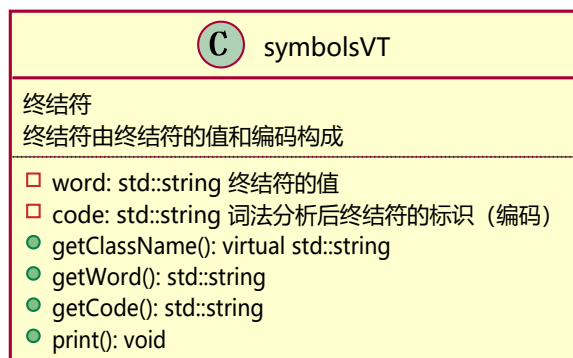 C symbolsVT
终结符
终结符由终结符的值和编码构成
word: std::string 终结符的值
code: std::string 词法分析后终结符的标识（编码）
getClassName(): virtual std::string
getWord(): std::string
getCode(): std::string
print(): void